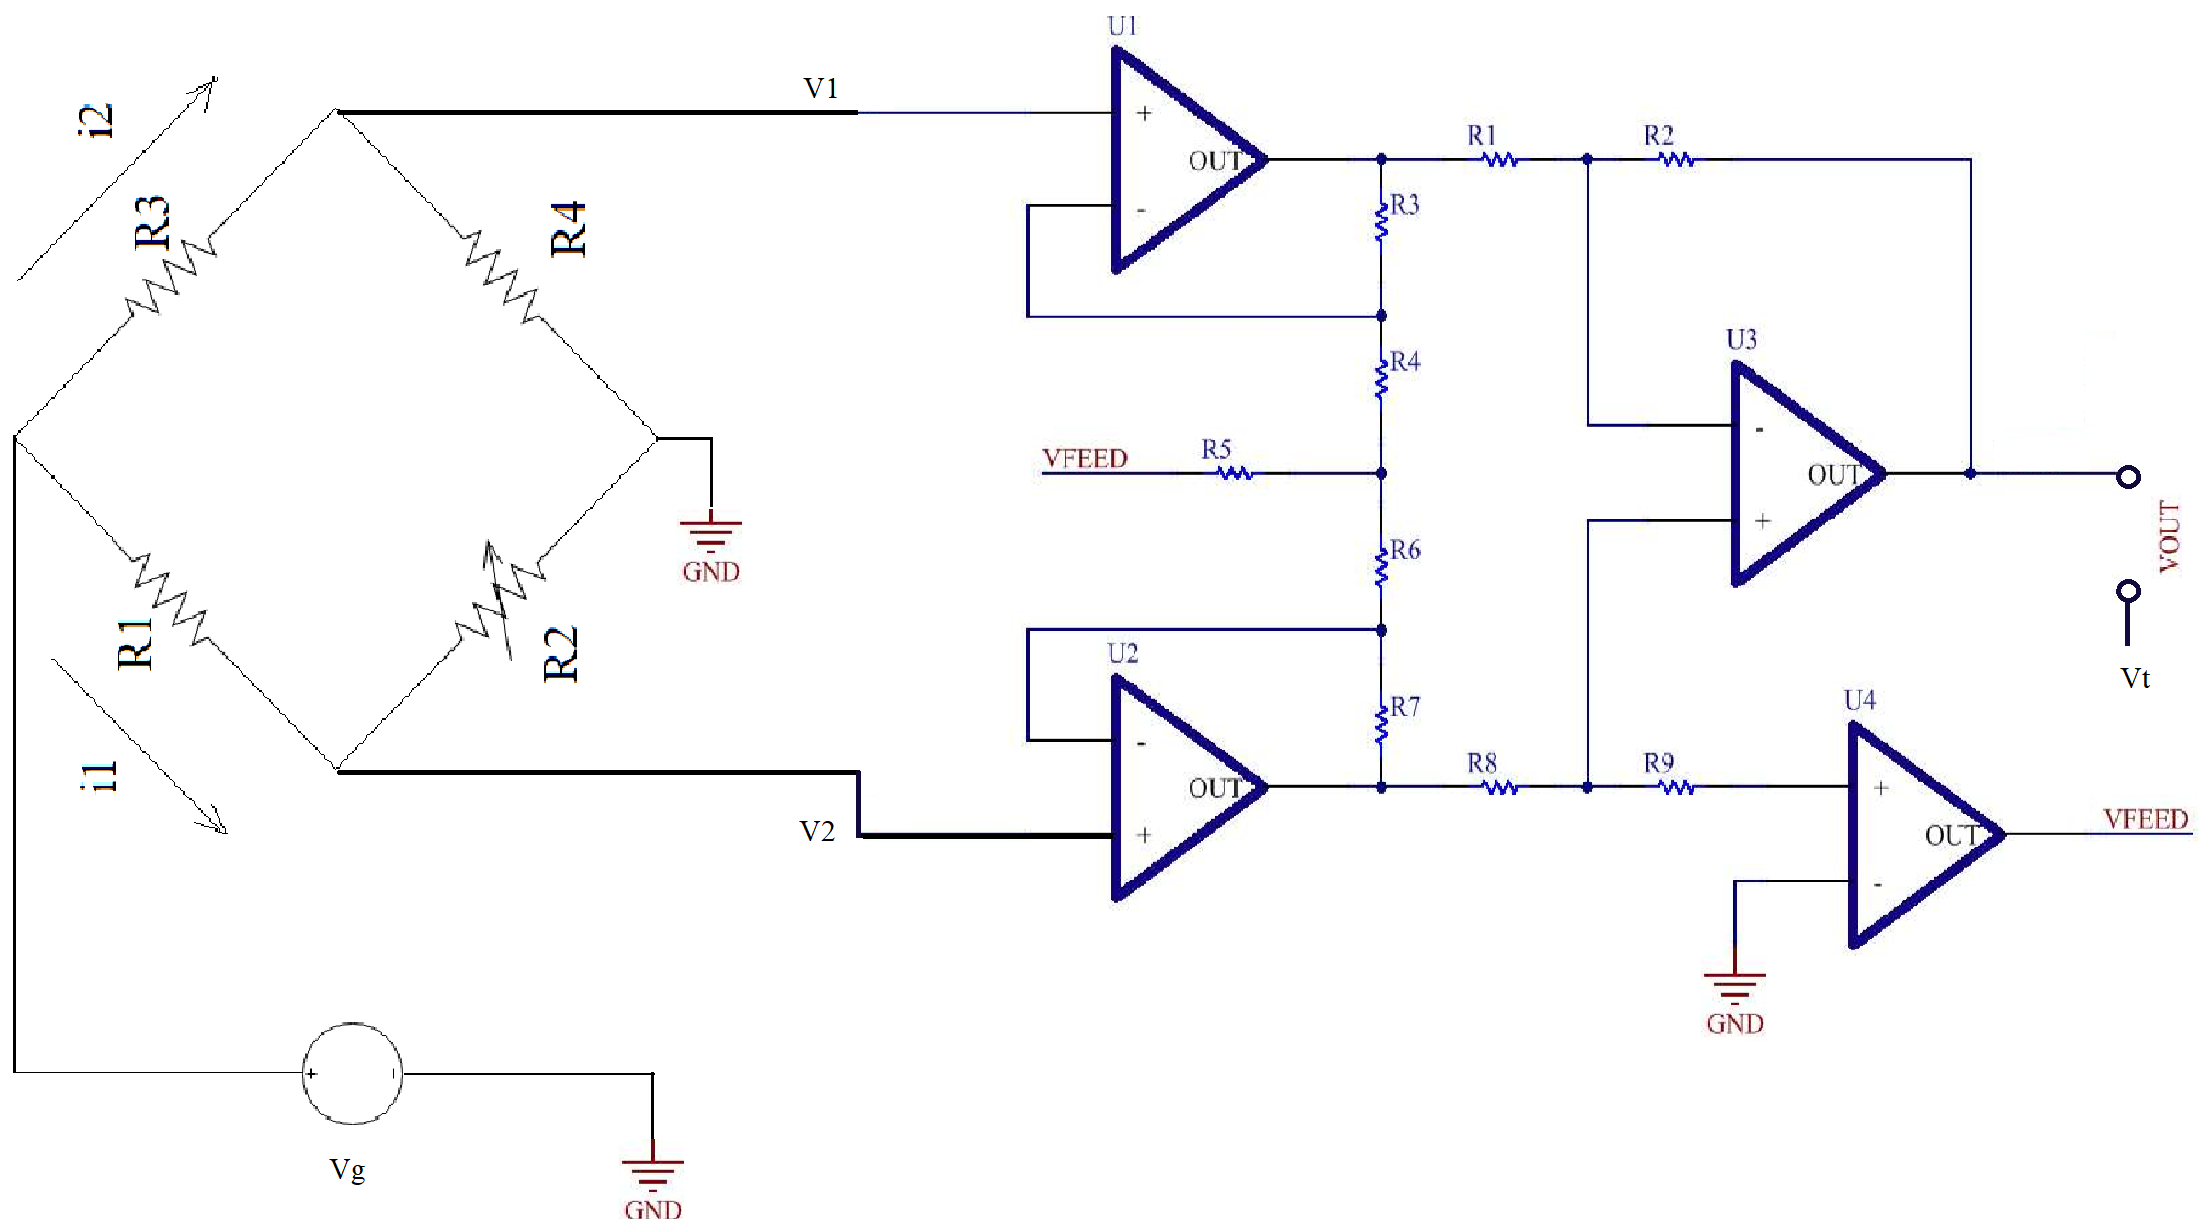 U1
V1
+
OUT
-
R1
R2
i2
R3
R4
R3
R4
U3
-
OUT
+
VFEED
R5
VOUT
GND
R6
R1
R2
U2
-
OUT
+
R7
Vt
U4
i1
V2
R8
R9
+
OUT
-
VFEED
GND
+
-
Vg
GND